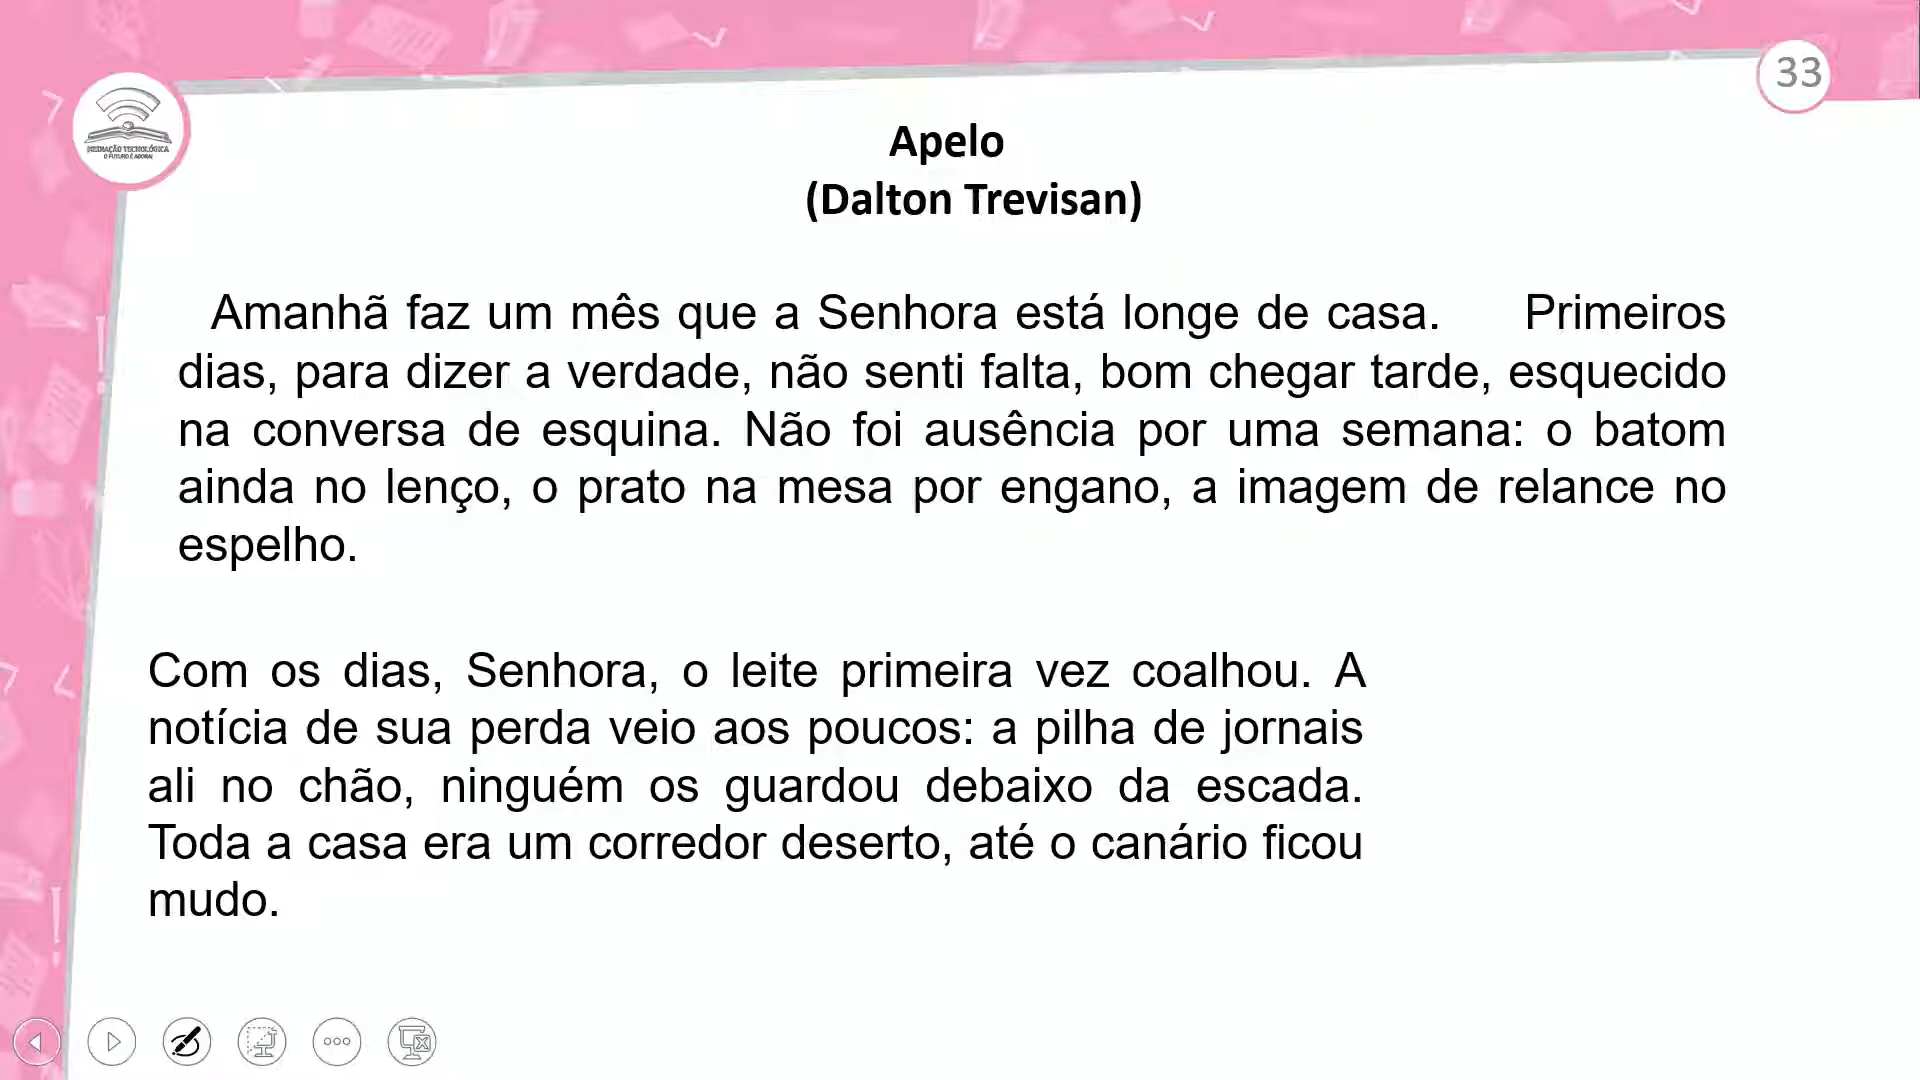 33
MEDIAÇÃO TECNOLÓGICA
O FUTURO É AGORA!
Apelo
(Dalton Trevisan)
Amanhã faz um mês que a Senhora está longe de casa. Primeiros
dias, para dizer a verdade, não senti falta, bom chegar tarde, esquecido
na conversa de esquina. Não foi ausência por uma semana: o batom
ainda no lenço, o prato na mesa por engano, a imagem de relance no
espelho.
Com os dias, Senhora, o leite primeira vez coalhou. A
notícia de sua perda veio aos poucos: a pilha de jornais
ali no chão, ninguém os guardou debaixo da escada.
Toda a casa era um corredor deserto, até o canário ficou
mudo.